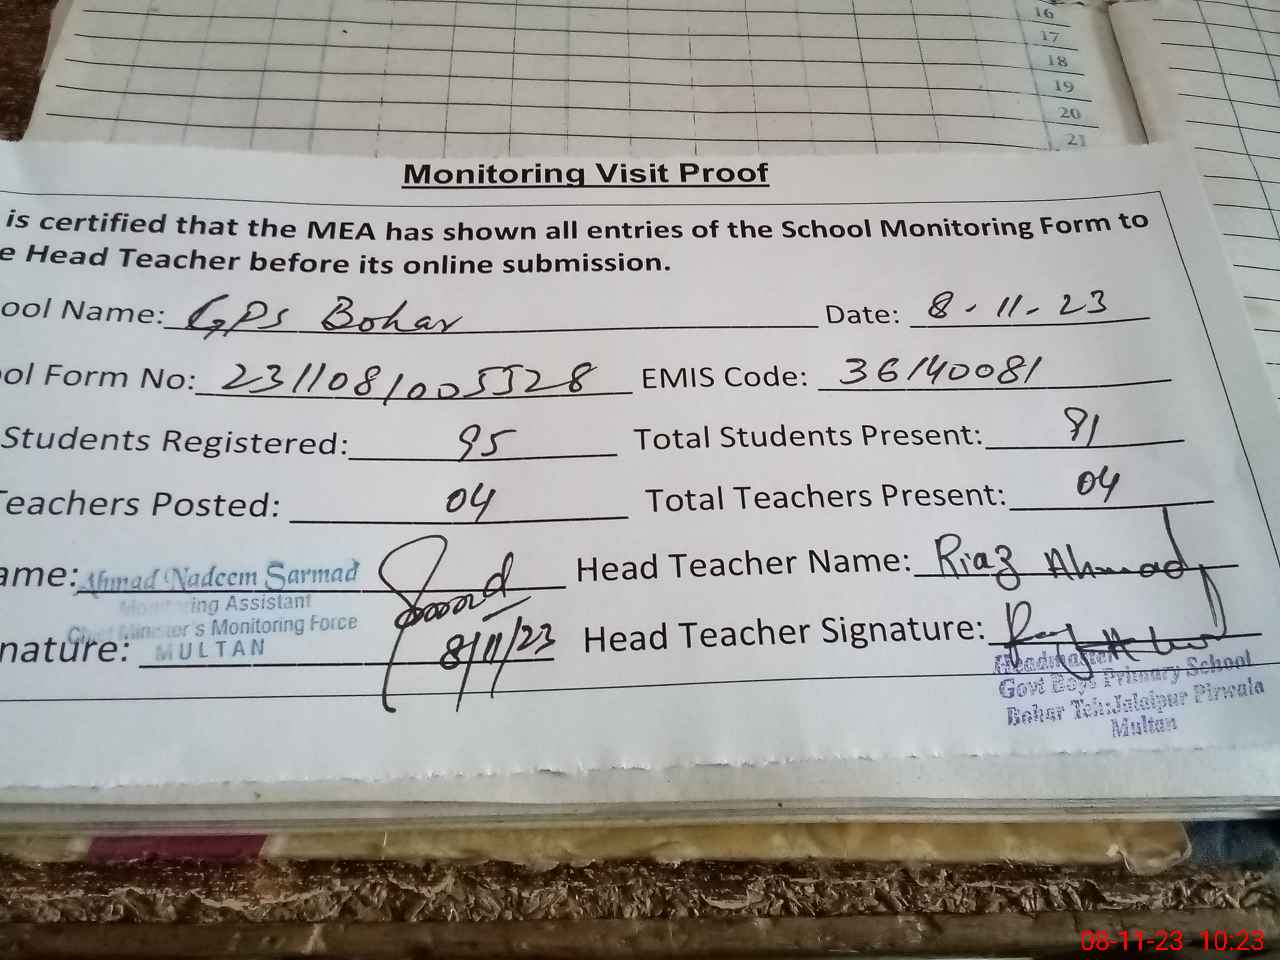 16
17
18
19
20
21
Monitoring Visit Proof
is certified that the MEA has shown all entries of the School Monitoring Form to
e Head Teacher before its online submission.
ool Name: GPS Bohar Date: 8-11-23
ol Form No: 2311081005528 EMIS Code: 36140081
Students Registered: 95 Total Students Present: 81
Teachers Posted: 04 Total Teachers Present: 04
ame: Ahmad Nadeem Sarmad Head Teacher Name: Riaz Ahmad
Monitoring Assistant
Chief Minister's Monitoring Force
nature: MULTAN 8/11/23 Head Teacher Signature:
Headmaster
Govt Boys Primary School
Bohar Teh:Jalalpur Pirwala
Multan
08-11-23 10:23